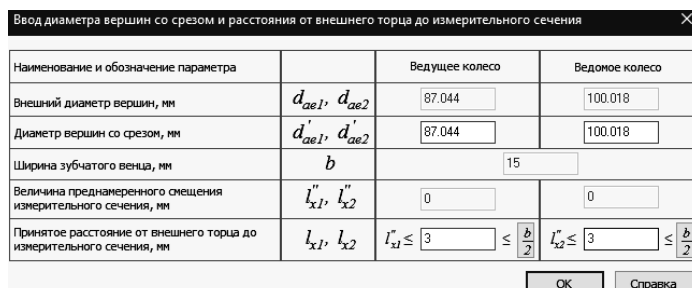 Ввод диаметра вершин со срезом и расстояния от внешнего торца до измерительного сечения
Наименование и обозначение параметра Ведущее колесо Ведомое колесо
Внешний диаметр вершин, мм d_ae1, d_ae2 87.044 100.018
Диаметр вершин со срезом, мм d'_ae1, d'_ae2 87.044 100.018
Ширина зубчатого венца, мм b 15
Величина преднамеренного смещения
измерительного сечения, мм l''_x1, l''_x2 0 0
Принятое расстояние от внешнего торца до
измерительного сечения, мм l_x1, l_x2 l''_x1 ≤ 3 ≤ b/2 l''_x2 ≤ 3 ≤ b/2
OK Справка